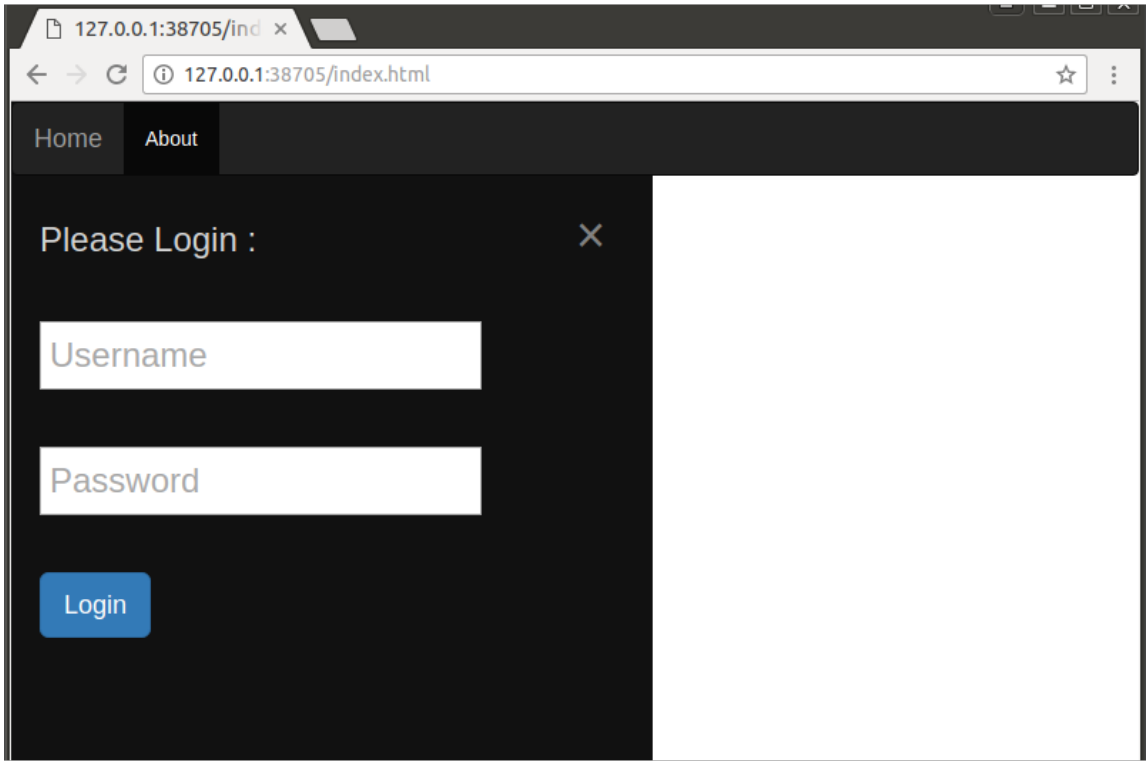 127.0.0.1:38705/ind
127.0.0.1:38705/index.html
Home About
Please Login :
Username
Password
Login